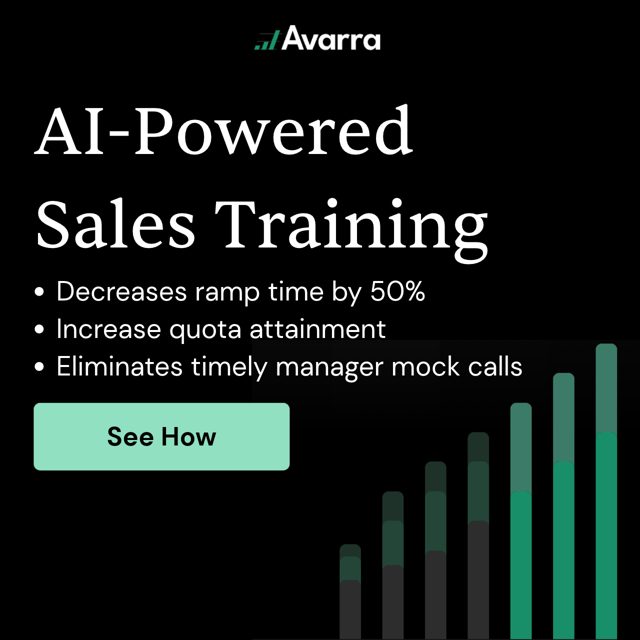 Avarra
AI-Powered
Sales Training
• Decreases ramp time by 50%
• Increase quota attainment
• Eliminates timely manager mock calls
See How